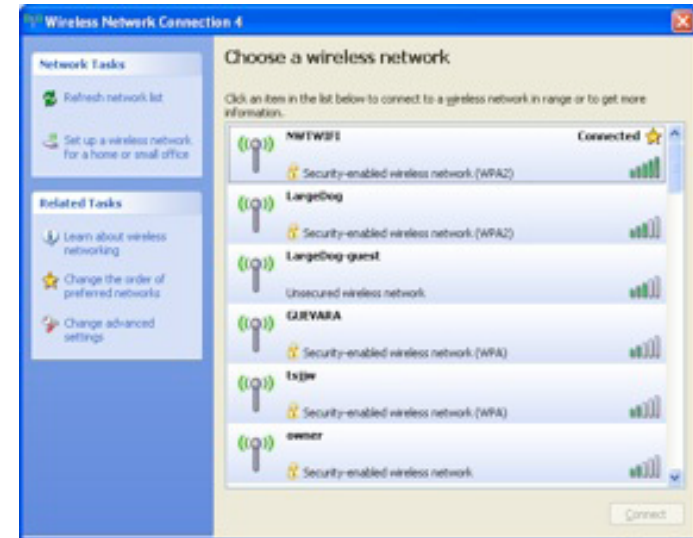 Wireless Network Connection 4
Network Tasks
Refresh network list
Set up a wireless network
for a home or small office
Related Tasks
Learn about wireless
networking
Change the order of
preferred networks
Change advanced
settings
Choose a wireless network
Click an item in the list below to connect to a wireless network in range or to get more
information.
NWTWIFI
Connected
Security-enabled wireless network (WPA2)
LargeDog
Security-enabled wireless network (WPA2)
LargeDog-guest
Unsecured wireless network
GUEVARA
Security-enabled wireless network (WPA)
Security-enabled wireless network (WPA)
owner
Security-enabled wireless network
Connect